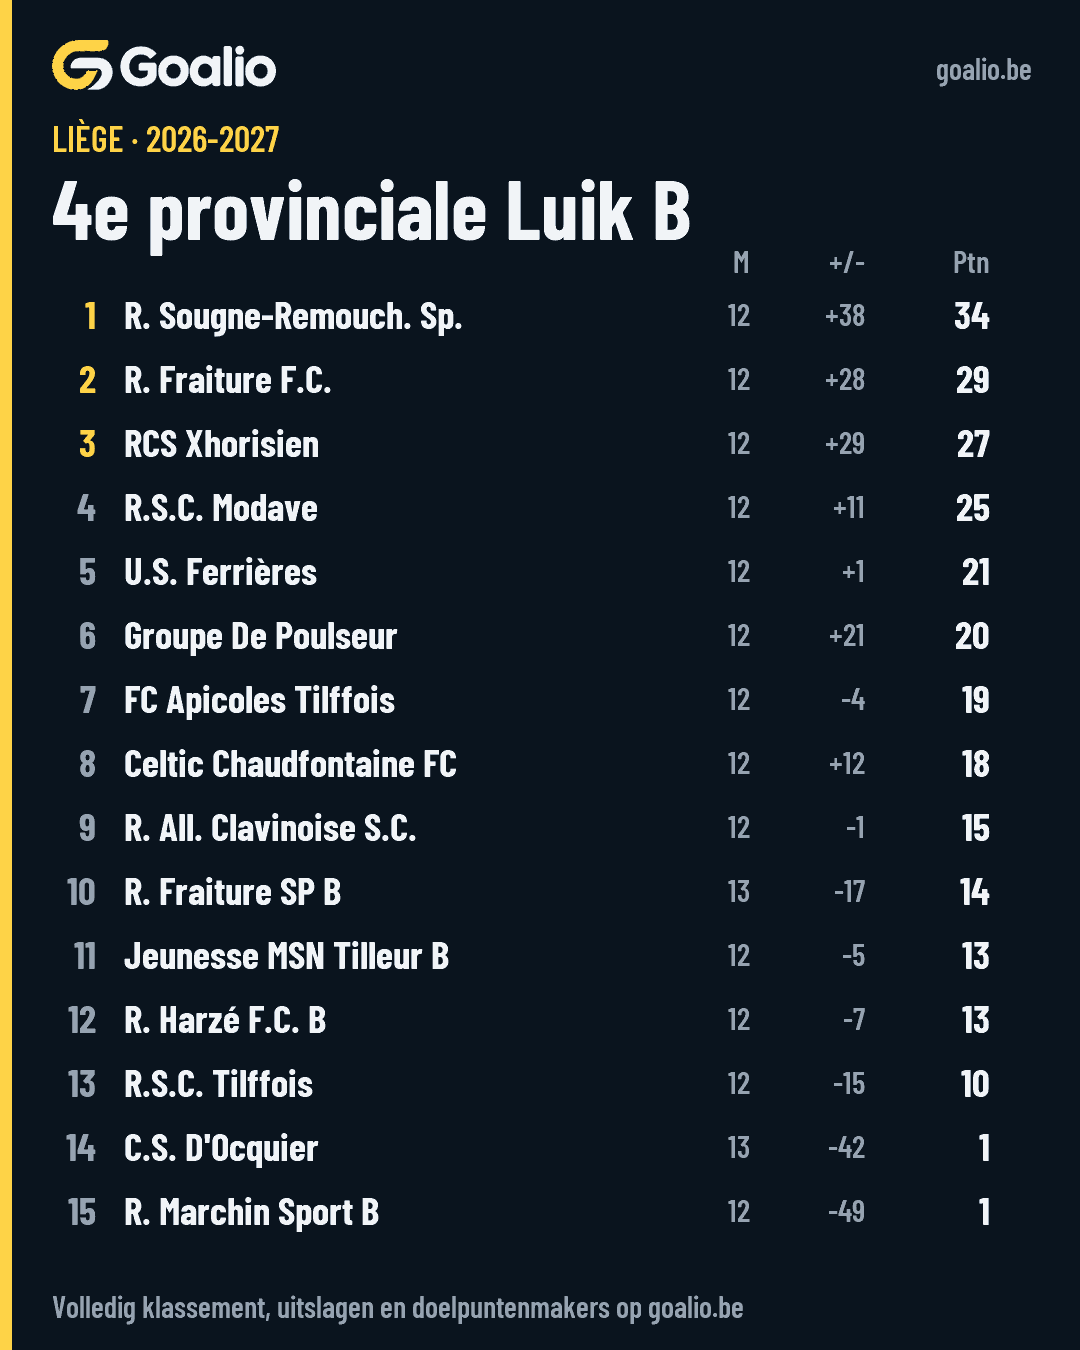 Goalio
goalio.be
LIÈGE · 2026-2027
4e provinciale Luik B
M +/- Ptn
1 R. Sougne-Remouch. Sp. 12 +38 34
2 R. Fraiture F.C. 12 +28 29
3 RCS Xhorisien 12 +29 27
4 R.S.C. Modave 12 +11 25
5 U.S. Ferrières 12 +1 21
6 Groupe De Poulseur 12 +21 20
7 FC Apicoles Tilffois 12 -4 19
8 Celtic Chaudfontaine FC 12 +12 18
9 R. All. Clavinoise S.C. 12 -1 15
10 R. Fraiture SP B 13 -17 14
11 Jeunesse MSN Tilleur B 12 -5 13
12 R. Harzé F.C. B 12 -7 13
13 R.S.C. Tilffois 12 -15 10
14 C.S. D'Ocquier 13 -42 1
15 R. Marchin Sport B 12 -49 1
Volledig klassement, uitslagen en doelpuntenmakers op goalio.be